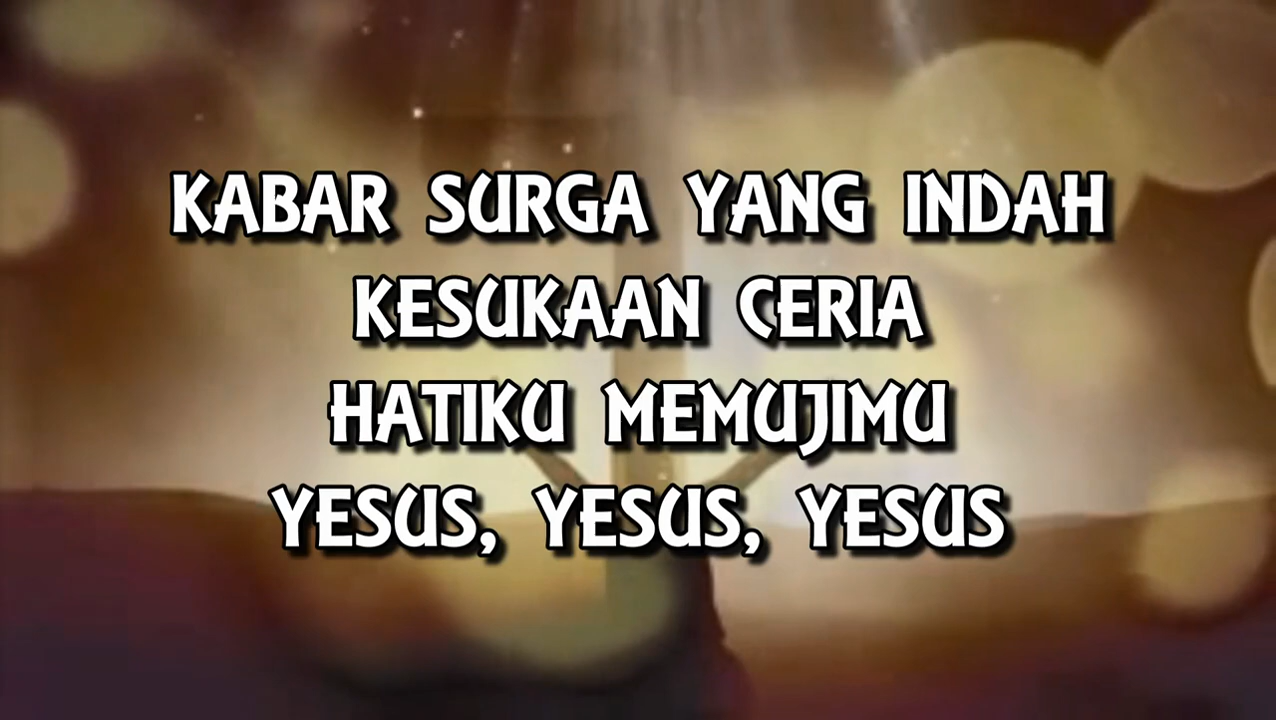 KABAR SURGA YANG INDAH
KESUKAAN CERIA
HATIKU MEMUJIMU
YESUS, YESUS, YESUS